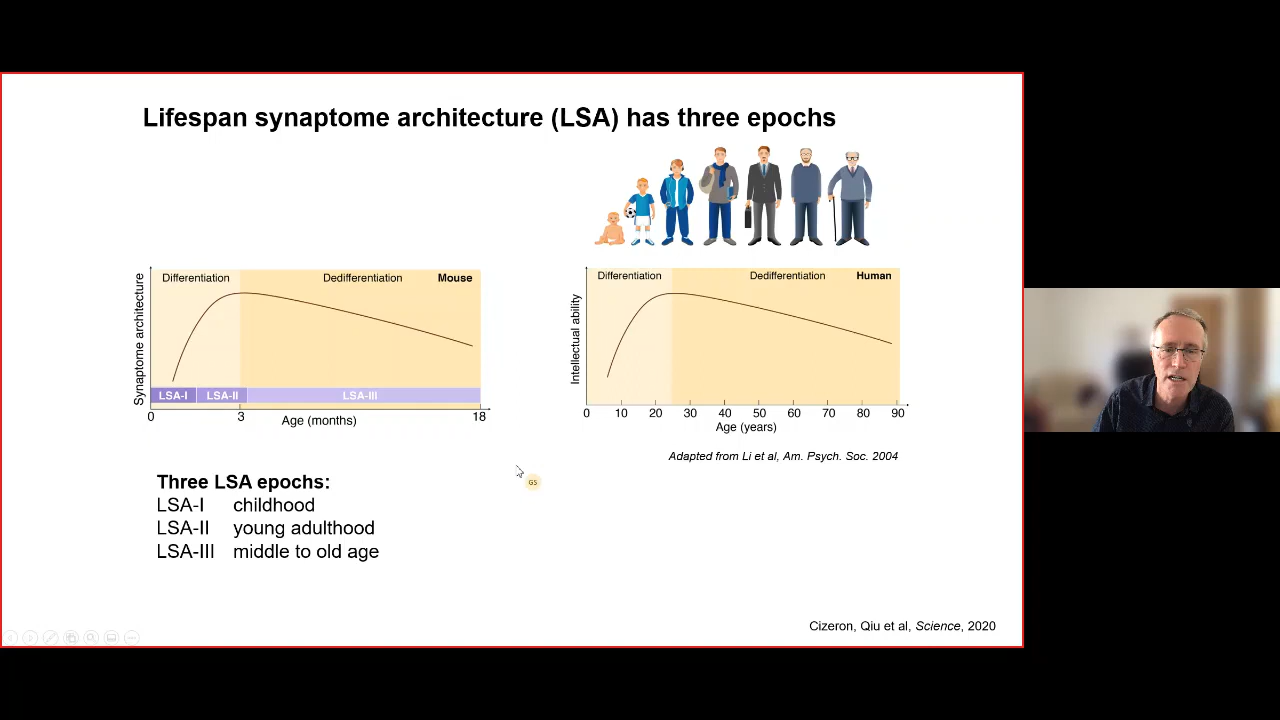 Lifespan synaptome architecture (LSA) has three epochs
Synaptome architecture
Differentiation
Dedifferentiation
Mouse
LSA-I
LSA-II
LSA-III
0
3
18
Age (months)
Intellectual ability
Differentiation
Dedifferentiation
Human
0 10 20 30 40 50 60 70 80 90
Age (years)
Adapted from Li et al, Am. Psych. Soc. 2004
Three LSA epochs:
LSA-I childhood
LSA-II young adulthood
LSA-III middle to old age
GS
Cizeron, Qiu et al, Science, 2020